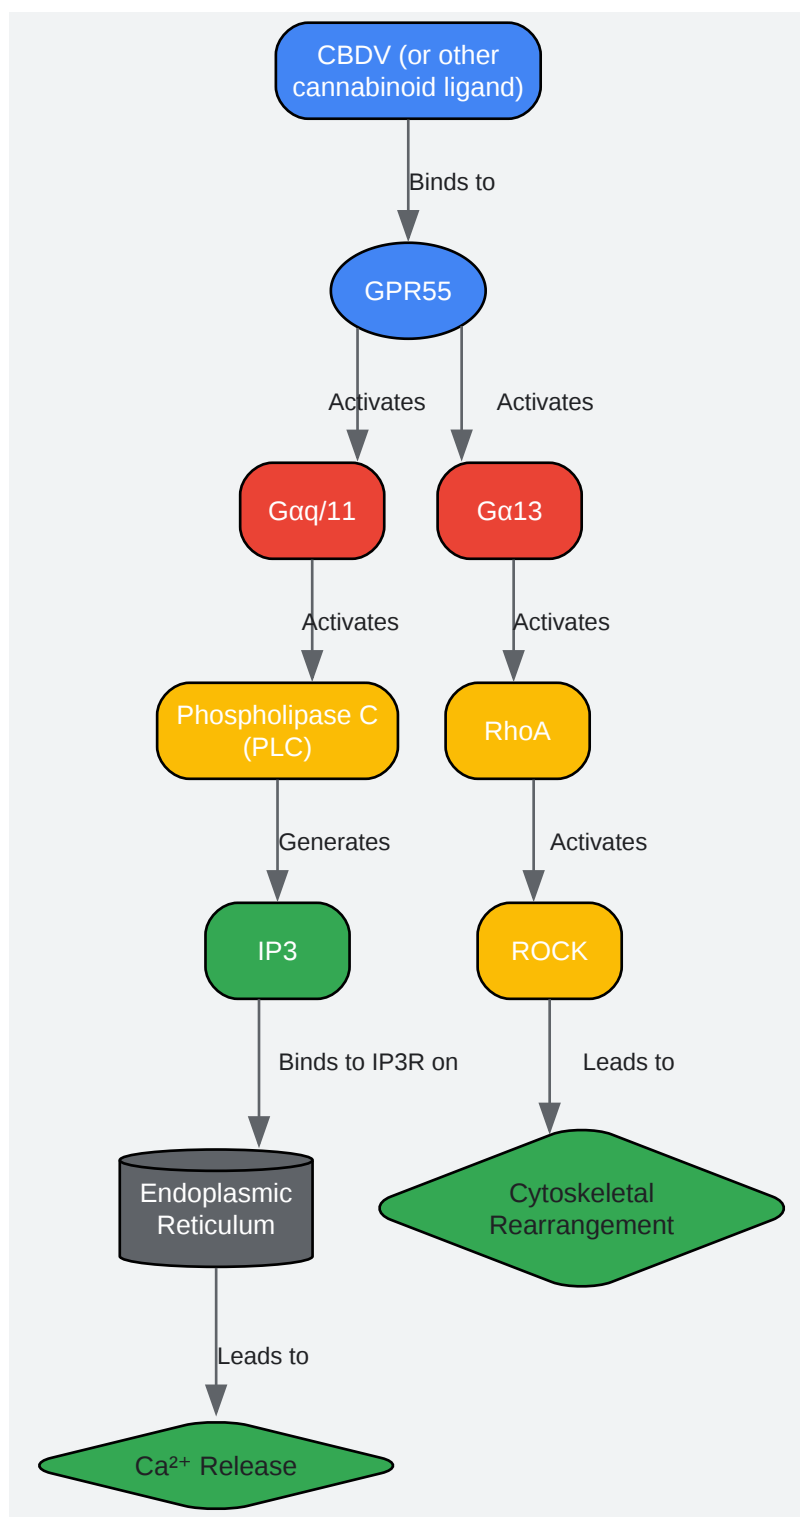 CBDV (or other
cannabinoid ligand)
Binds to
GPR55
Activates
Activates
Gαq/11
Gα13
Activates
Activates
Phospholipase C
(PLC)
RhoA
Generates
Activates
IP3
ROCK
Binds to IP3R on
Leads to
Endoplasmic
Reticulum
Cytoskeletal
Rearrangement
Leads to
Ca²⁺ Release